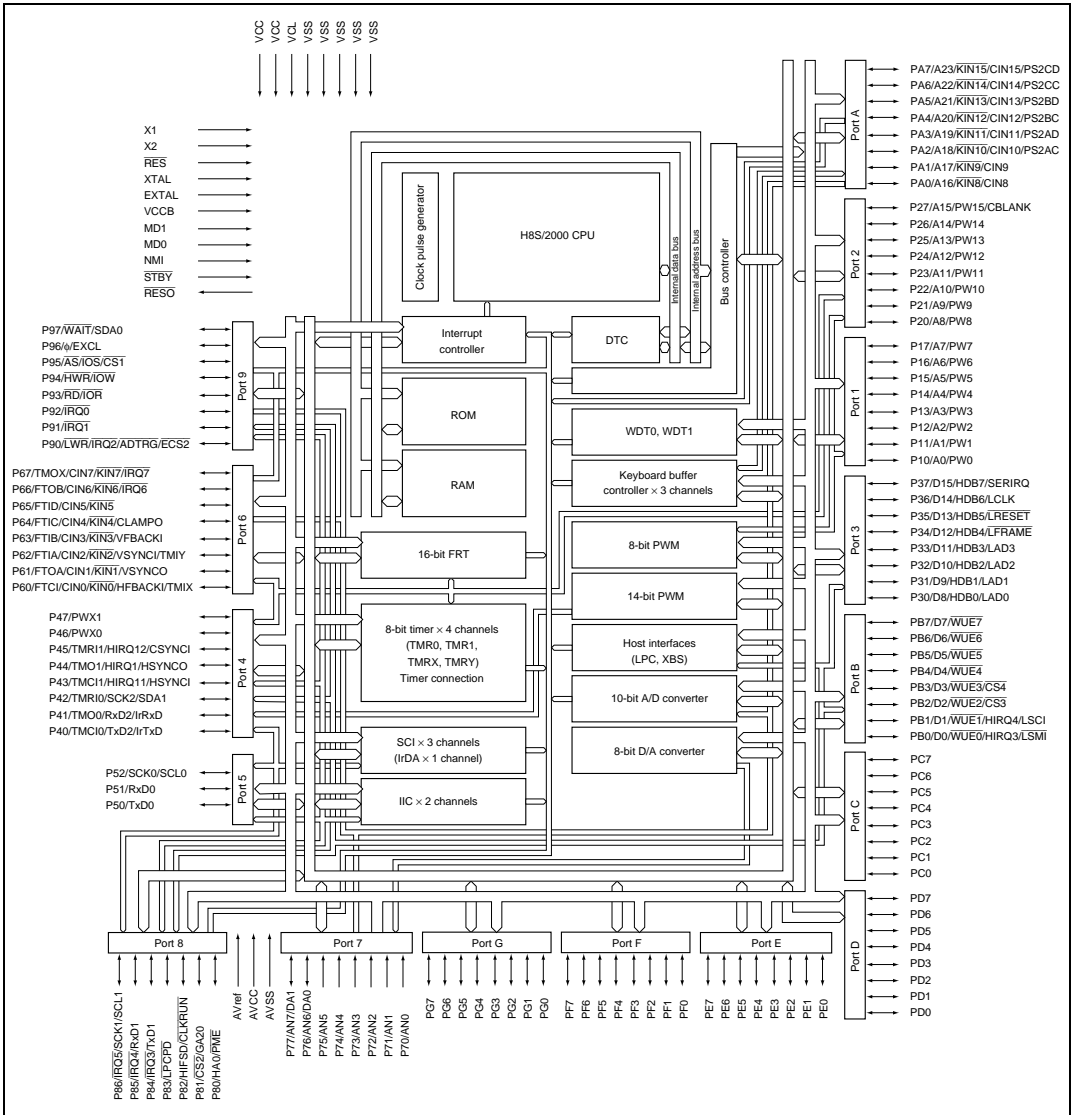 VCC
VCC
VCL
VSS
VSS
VSS
VSS
VSS
X1
X2
RES
XTAL
EXTAL
VCCB
MD1
MD0
NMI
STBY
RESO
Clock pulse generator
H8S/2000 CPU
Internal data bus
Internal address bus
Bus controller
Interrupt
controller
DTC
ROM
RAM
WDT0, WDT1
Keyboard buffer
controller × 3 channels
16-bit FRT
8-bit PWM
14-bit PWM
8-bit timer × 4 channels
(TMR0, TMR1,
TMRX, TMRY)
Timer connection
Host interfaces
(LPC, XBS)
10-bit A/D converter
SCI × 3 channels
(IrDA × 1 channel)
8-bit D/A converter
IIC × 2 channels
P97/WAIT/SDA0
P96/φ/EXCL
P95/AS/IOS/CS1
P94/HWR/IOW
P93/RD/IOR
P92/IRQ0
P91/IRQ1
P90/LWR/IRQ2/ADTRG/ECS2
Port 9
P67/TMOX/CIN7/KIN7/IRQ7
P66/FTOB/CIN6/KIN6/IRQ6
P65/FTID/CIN5/KIN5
P64/FTIC/CIN4/KIN4/CLAMPO
P63/FTIB/CIN3/KIN3/VFBACKI
P62/FTIA/CIN2/KIN2/VSYNCI/TMIY
P61/FTOA/CIN1/KIN1/VSYNCO
P60/FTCI/CIN0/KIN0/HFBACKI/TMIX
Port 6
P47/PWX1
P46/PWX0
P45/TMRI1/HIRQ12/CSYNCI
P44/TMO1/HIRQ1/HSYNCO
P43/TMCI1/HIRQ11/HSYNCI
P42/TMRI0/SCK2/SDA1
P41/TMO0/RxD2/IrRxD
P40/TMCI0/TxD2/IrTxD
Port 4
P52/SCK0/SCL0
P51/RxD0
P50/TxD0
Port 5
PA7/A23/KIN15/CIN15/PS2CD
PA6/A22/KIN14/CIN14/PS2CC
PA5/A21/KIN13/CIN13/PS2BD
PA4/A20/KIN12/CIN12/PS2BC
PA3/A19/KIN11/CIN11/PS2AD
PA2/A18/KIN10/CIN10/PS2AC
PA1/A17/KIN9/CIN9
PA0/A16/KIN8/CIN8
Port A
P27/A15/PW15/CBLANK
P26/A14/PW14
P25/A13/PW13
P24/A12/PW12
P23/A11/PW11
P22/A10/PW10
P21/A9/PW9
P20/A8/PW8
Port 2
P17/A7/PW7
P16/A6/PW6
P15/A5/PW5
P14/A4/PW4
P13/A3/PW3
P12/A2/PW2
P11/A1/PW1
P10/A0/PW0
Port 1
P37/D15/HDB7/SERIRQ
P36/D14/HDB6/LCLK
P35/D13/HDB5/LRESET
P34/D12/HDB4/LFRAME
P33/D11/HDB3/LAD3
P32/D10/HDB2/LAD2
P31/D9/HDB1/LAD1
P30/D8/HDB0/LAD0
Port 3
PB7/D7/WUE7
PB6/D6/WUE6
PB5/D5/WUE5
PB4/D4/WUE4
PB3/D3/WUE3/CS4
PB2/D2/WUE2/CS3
PB1/D1/WUE1/HIRQ4/LSCI
PB0/D0/WUE0/HIRQ3/LSMI
Port B
PC7
PC6
PC5
PC4
PC3
PC2
PC1
PC0
Port C
PD7
PD6
PD5
PD4
PD3
PD2
PD1
PD0
Port D
Port 8
Port 7
Port G
Port F
Port E
P86/IRQ5/SCK1/SCL1
P85/IRQ4/RxD1
P84/IRQ3/TxD1
P83/LPCPD
P82/HIFSD/CLKRUN
P81/CS2/GA20
P80/HA0/PME
AVref
AVCC
AVSS
P77/AN7/DA1
P76/AN6/DA0
P75/AN5
P74/AN4
P73/AN3
P72/AN2
P71/AN1
P70/AN0
PG7
PG6
PG5
PG4
PG3
PG2
PG1
PG0
PF7
PF6
PF5
PF4
PF3
PF2
PF1
PF0
PE7
PE6
PE5
PE4
PE3
PE2
PE1
PE0